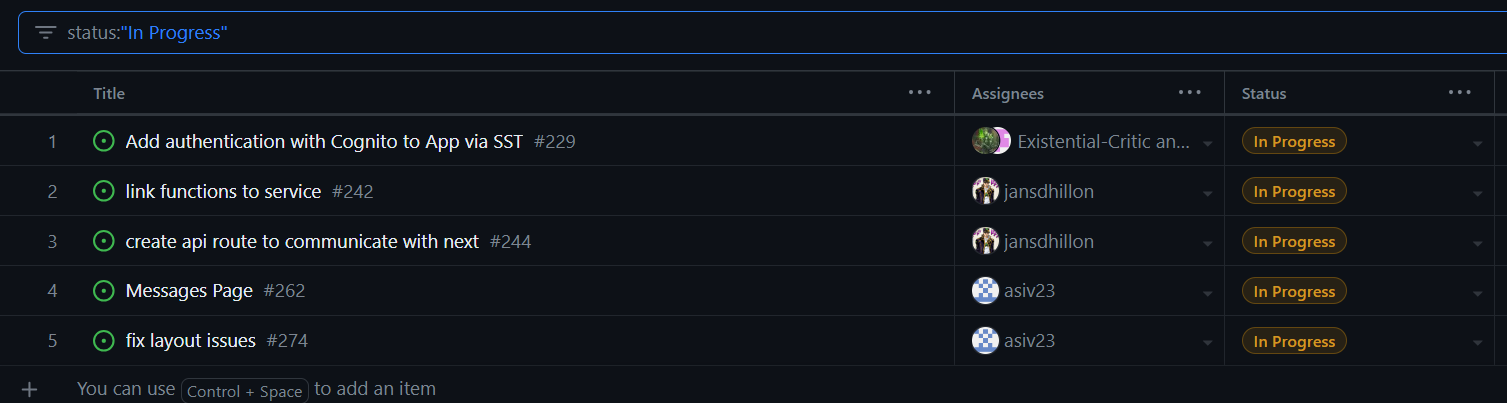 status:"In Progress"
Title ... Assignees ... Status ...
1 Add authentication with Cognito to App via SST #229 Existential-Critic an... In Progress
2 link functions to service #242 jansdhillon In Progress
3 create api route to communicate with next #244 jansdhillon In Progress
4 Messages Page #262 asiv23 In Progress
5 fix layout issues #274 asiv23 In Progress
+ You can use Control + Space to add an item